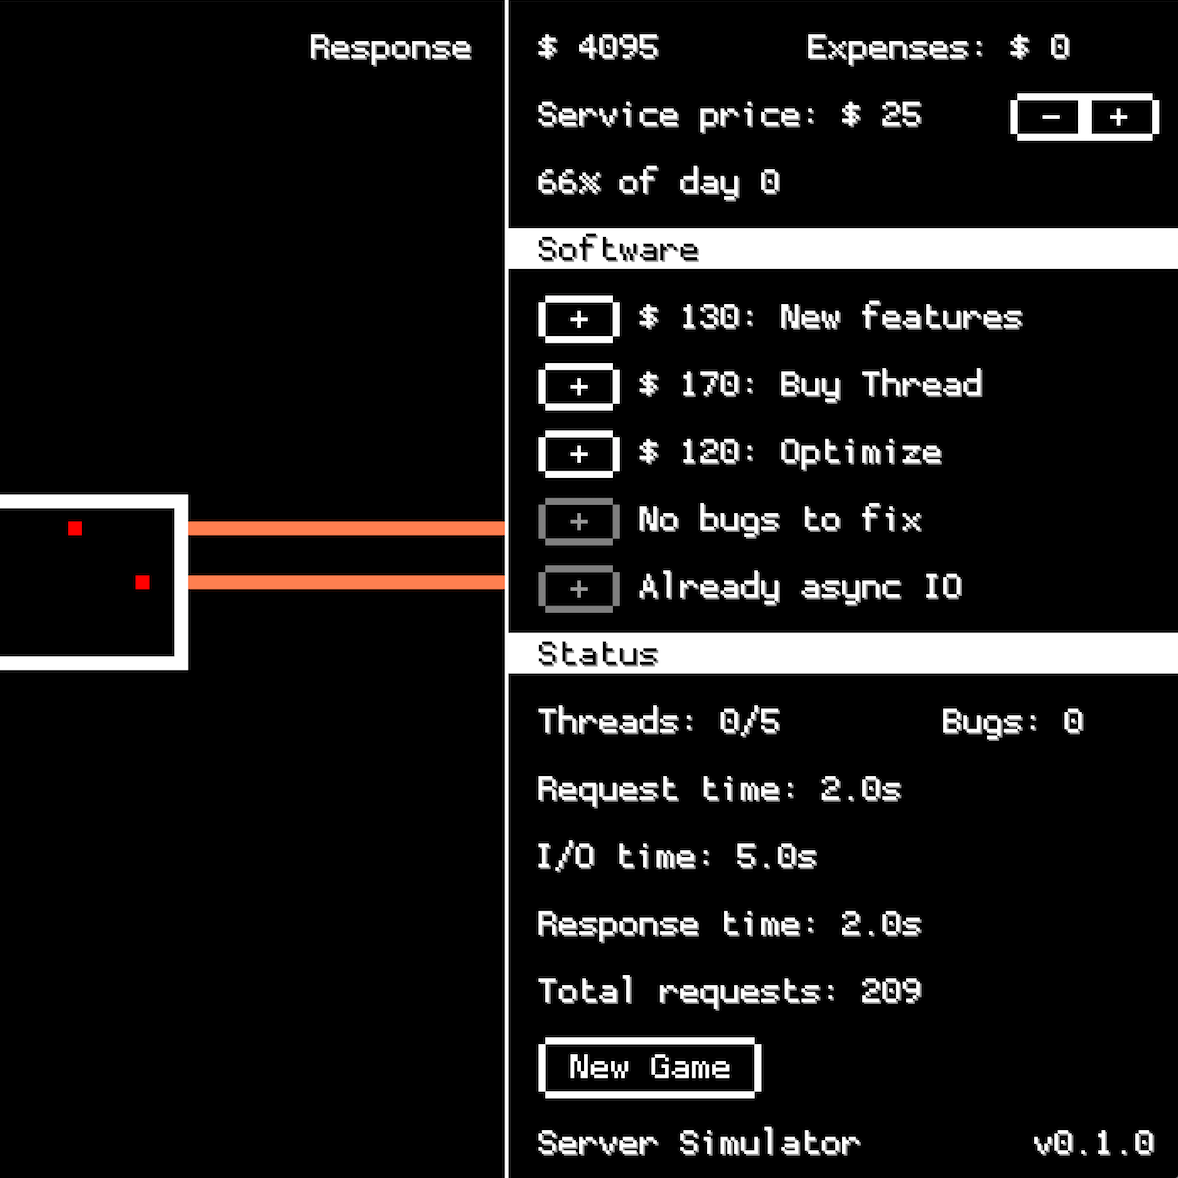 Response
$ 4095 Expenses: $ 0
Service price: $ 25 - +
66% of day 0
Software
+ $ 130: New features
+ $ 170: Buy Thread
+ $ 120: Optimize
+ No bugs to fix
+ Already async IO
Status
Threads: 0/5 Bugs: 0
Request time: 2.0s
I/O time: 5.0s
Response time: 2.0s
Total requests: 209
New Game
Server Simulator v0.1.0